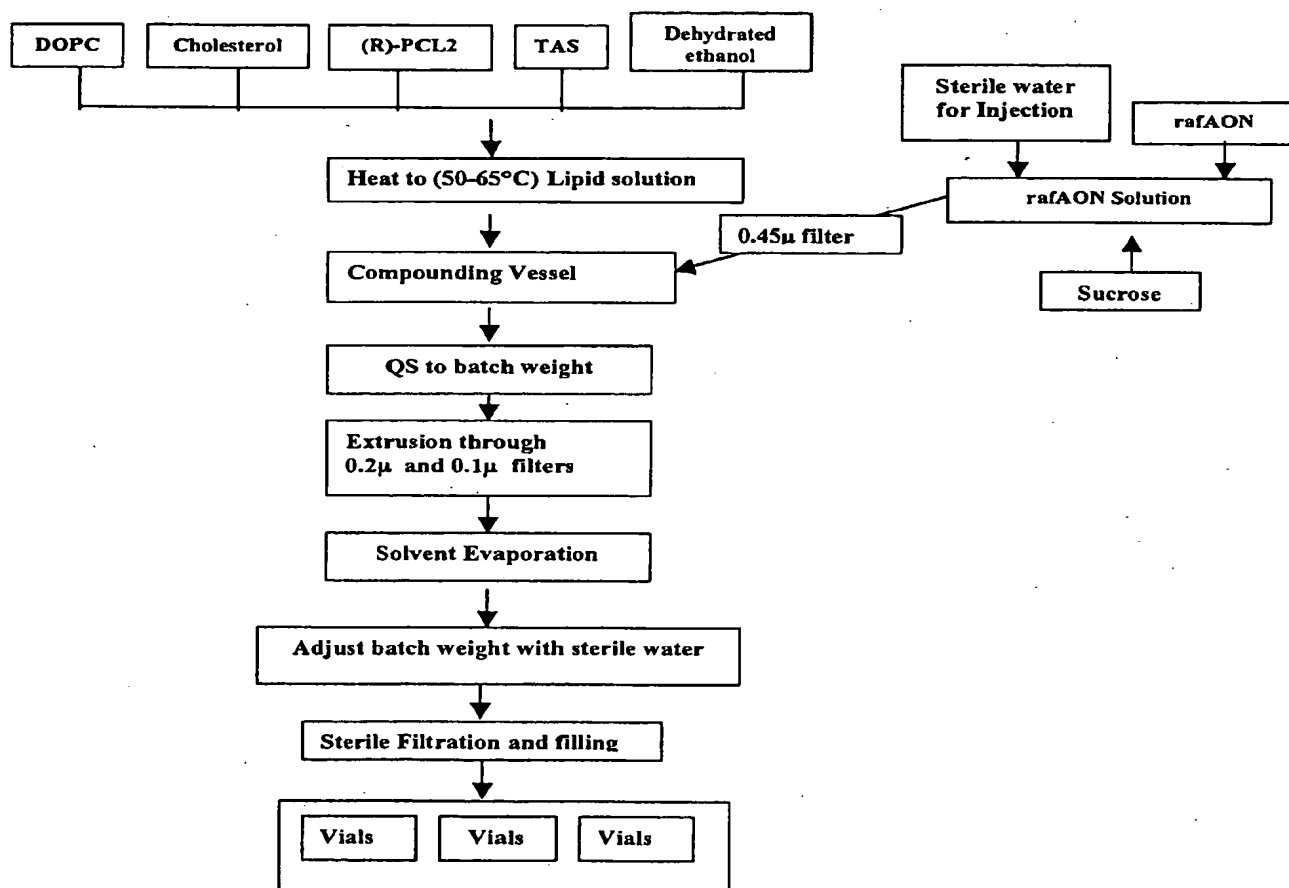 DOPC
Cholesterol
(R)-PCL2
TAS
Dehydrated
ethanol
Sterile water
for Injection
rafAON
Heat to (50-65°C) Lipid solution
rafAON Solution
0.45µ filter
Compounding Vessel
Sucrose
QS to batch weight
Extrusion through
0.2µ and 0.1µ filters
Solvent Evaporation
Adjust batch weight with sterile water
Sterile Filtration and filling
Vials
Vials
Vials